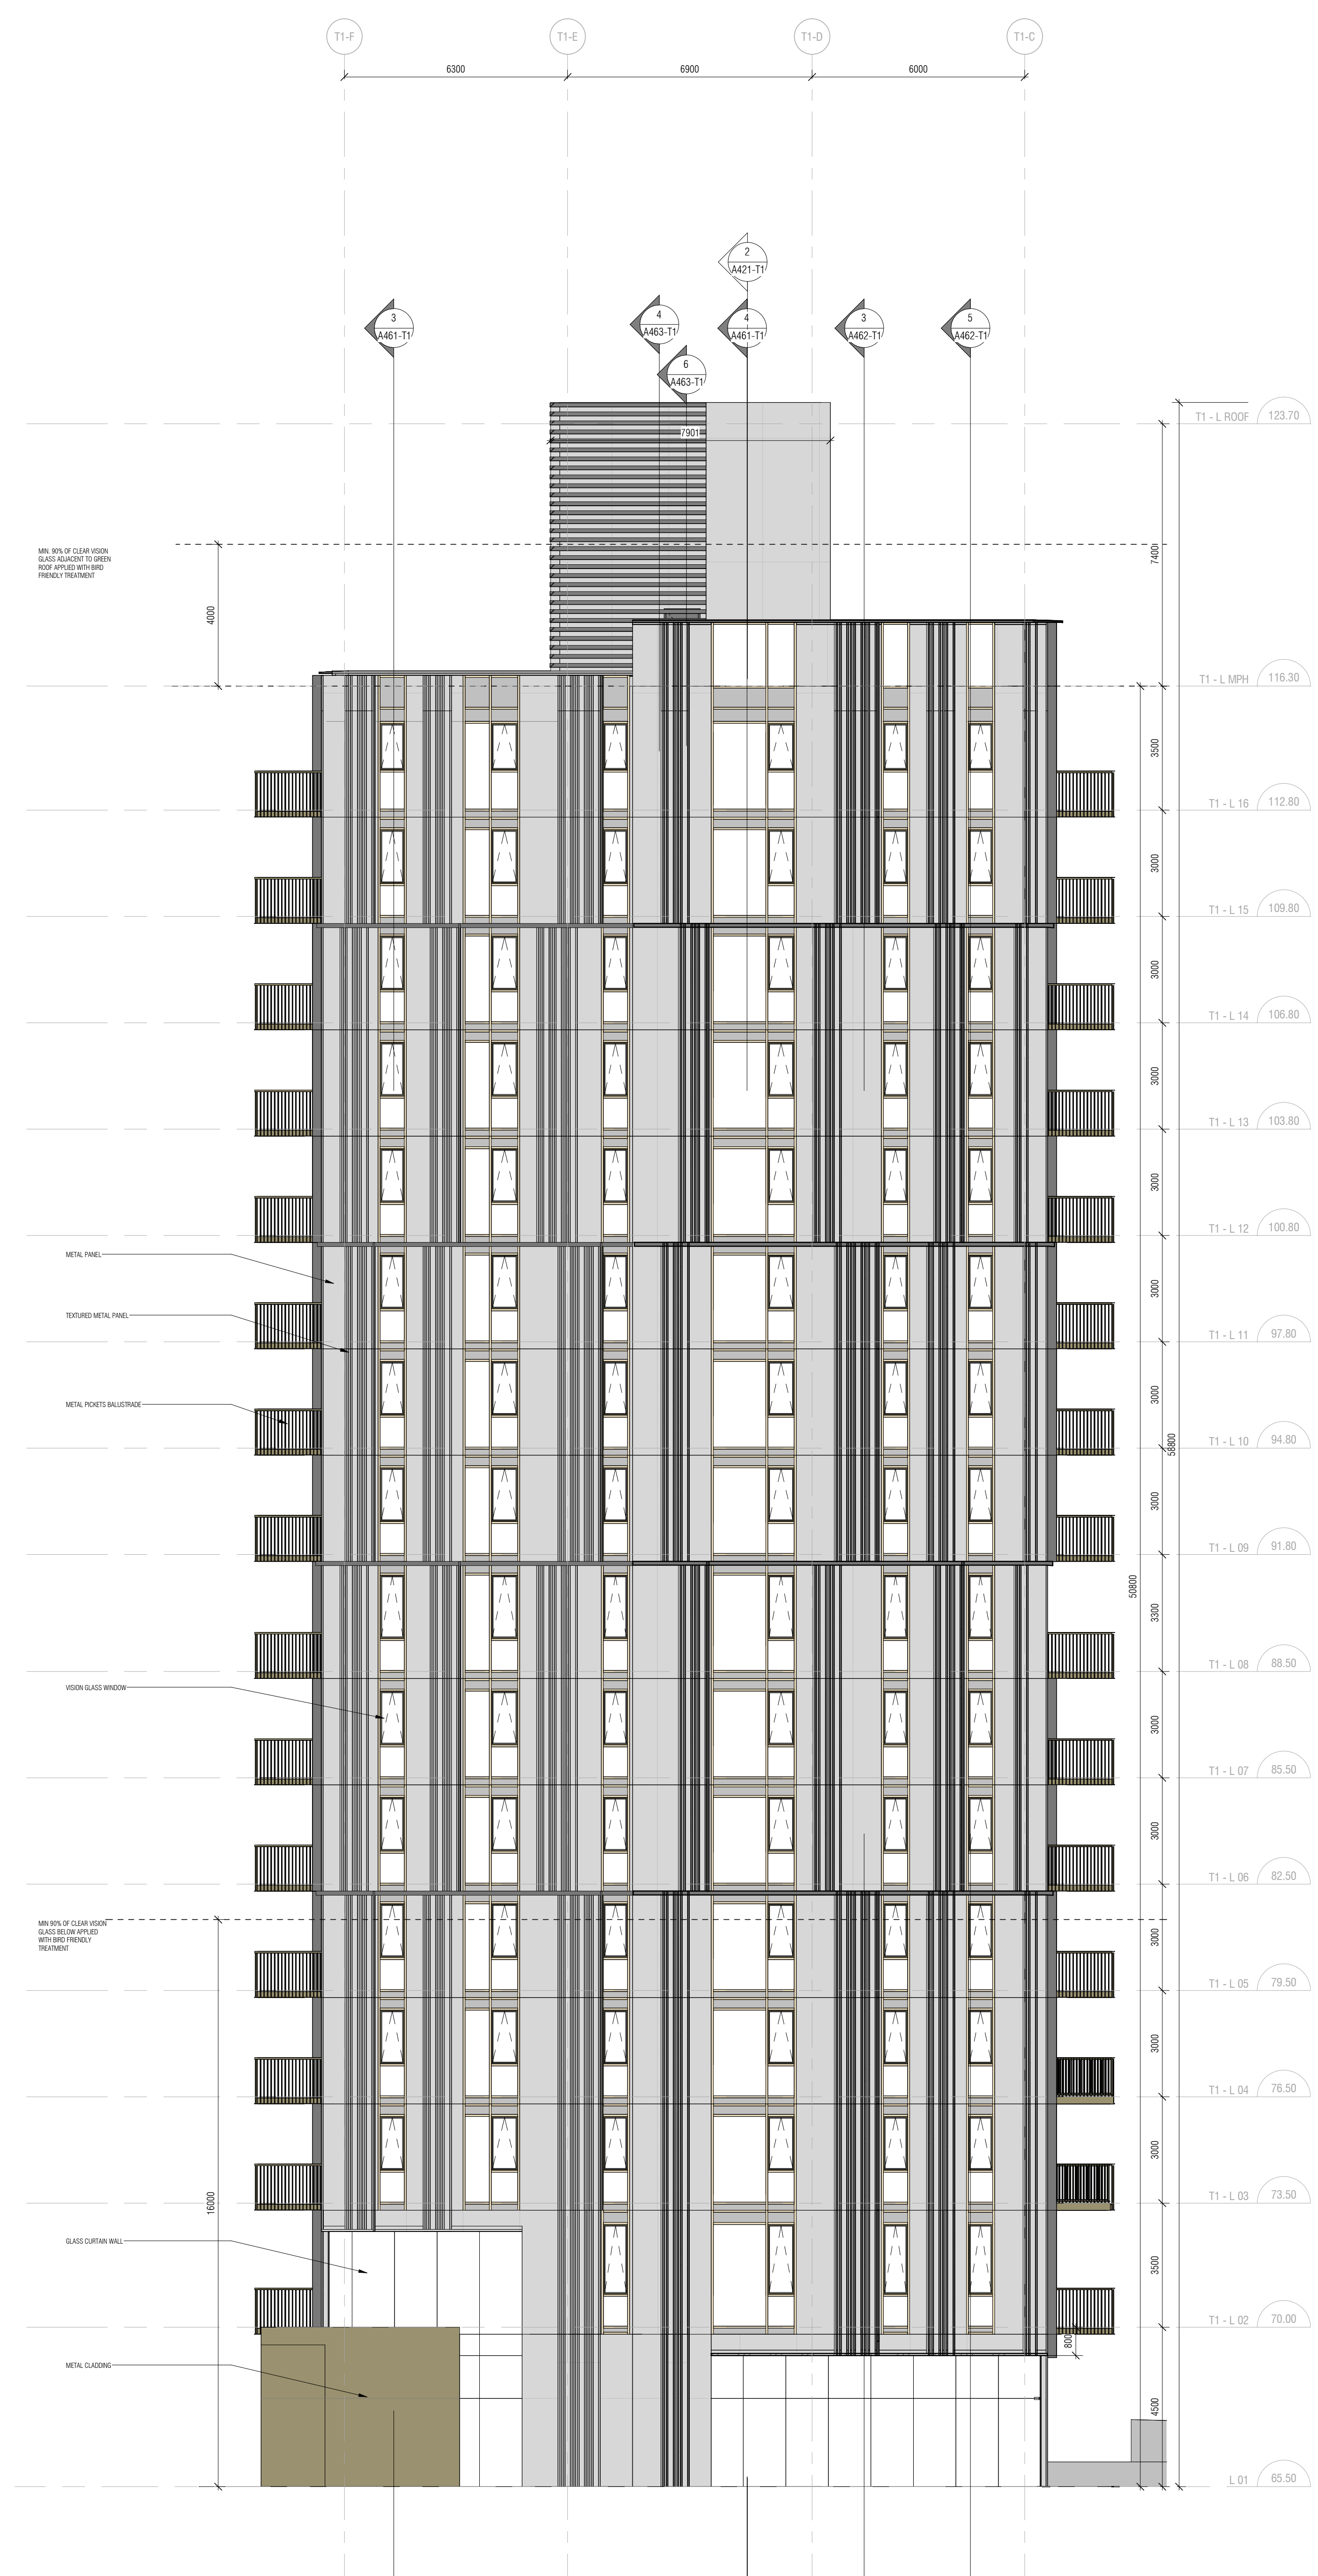 T1-F
T1-E
T1-D
T1-C
6300
6900
6000
2
A421-T1
3
A461-T1
4
A463-T1
4
A461-T1
3
A462-T1
5
A462-T1
6
A463-T1
T1 - L ROOF 123.70
7901
7400
MIN. 90% OF CLEAR VISION
GLASS ADJACENT TO GREEN
ROOF APPLIED WITH BIRD
FRIENDLY TREATMENT
4000
T1 - L MPH 116.30
3500
T1 - L 16 112.80
3000
T1 - L 15 109.80
3000
T1 - L 14 106.80
3000
T1 - L 13 103.80
3000
T1 - L 12 100.80
METAL PANEL
3000
TEXTURED METAL PANEL
T1 - L 11 97.80
3000
METAL PICKETS BALUSTRADE
T1 - L 10 94.80
58800
3000
T1 - L 09 91.80
50800
3300
T1 - L 08 88.50
VISION GLASS WINDOW
3000
T1 - L 07 85.50
3000
T1 - L 06 82.50
MIN 90% OF CLEAR VISION
GLASS BELOW APPLIED
WITH BIRD FRIENDLY
TREATMENT
3000
T1 - L 05 79.50
3000
T1 - L 04 76.50
3000
T1 - L 03 73.50
16000
GLASS CURTAIN WALL
3500
T1 - L 02 70.00
800
METAL CLADDING
4500
L 01 65.50